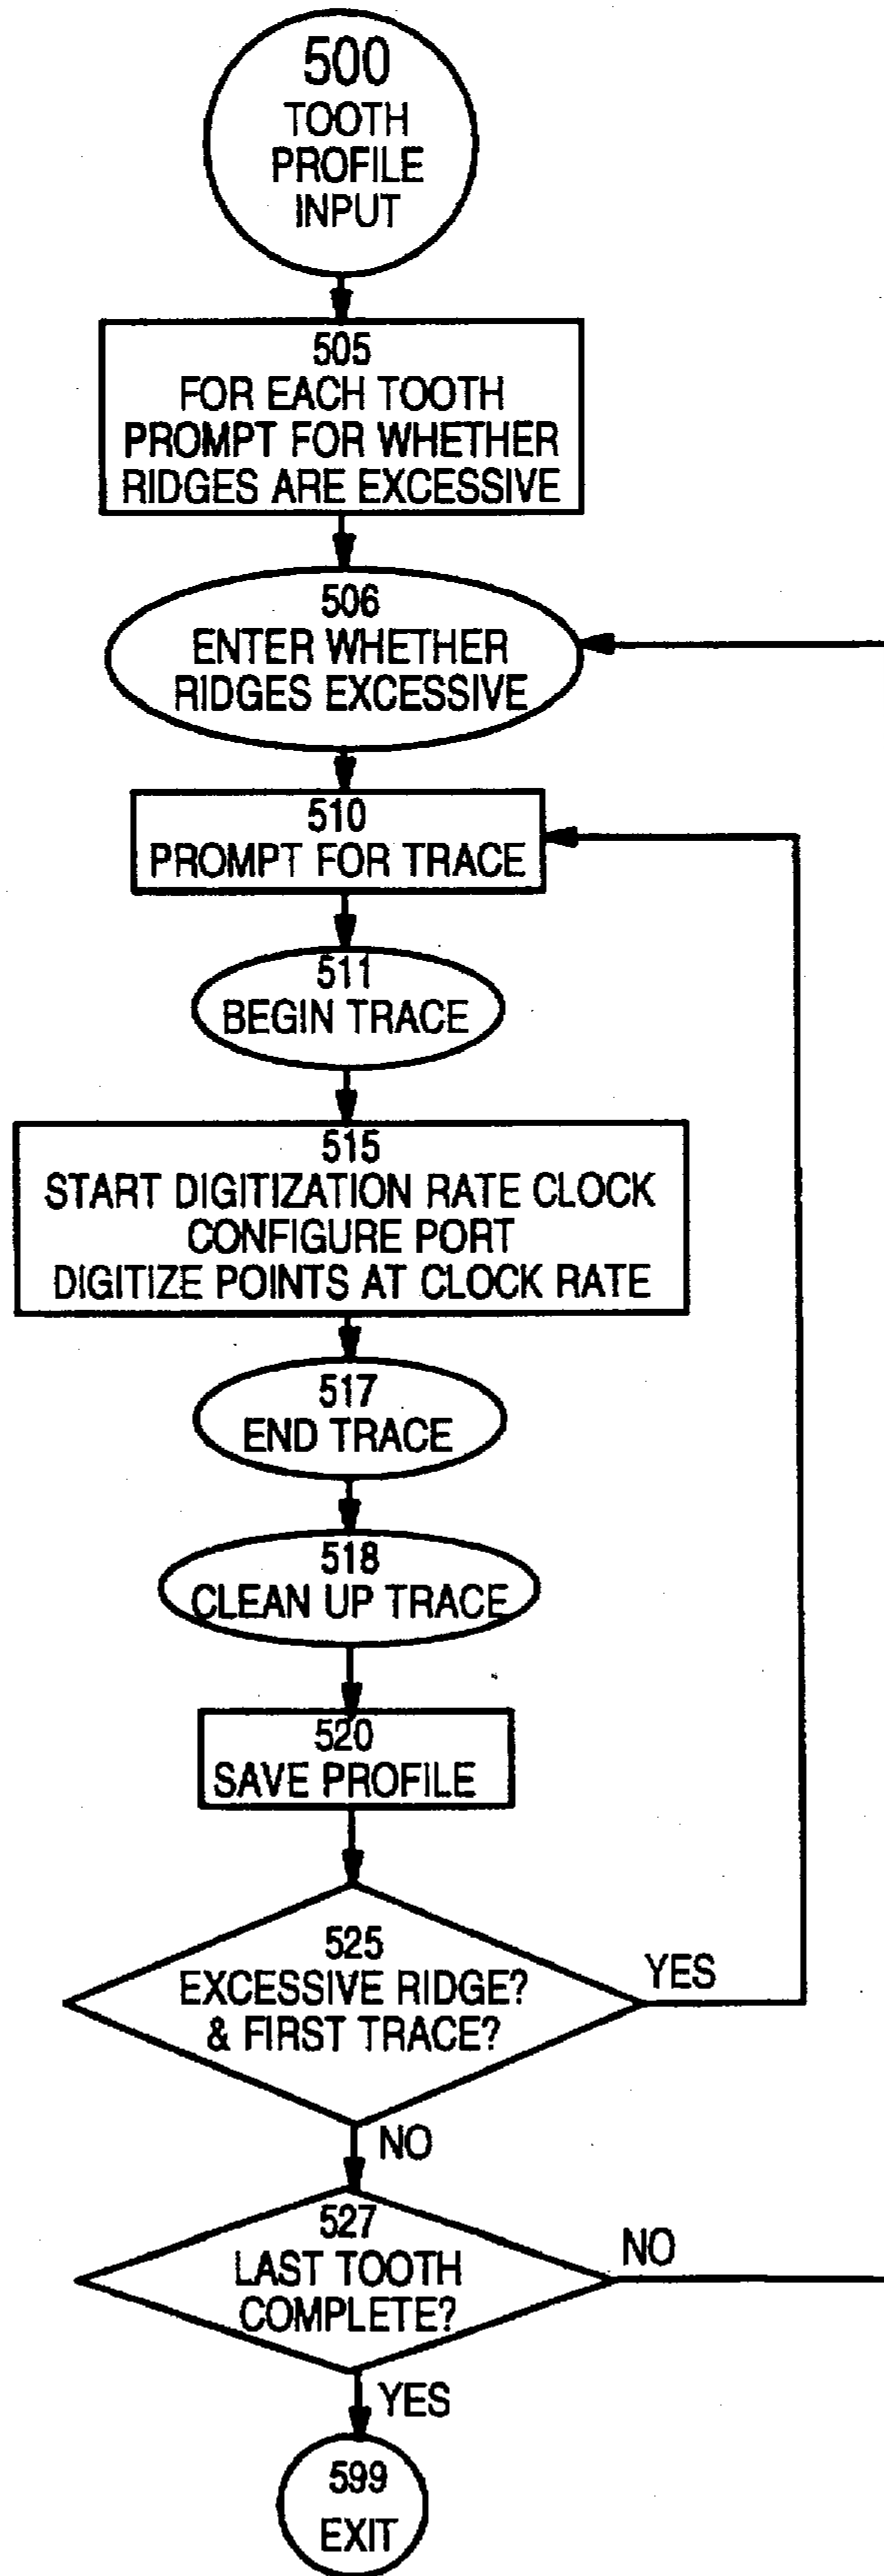 500
TOOTH
PROFILE
INPUT
505
FOR EACH TOOTH
PROMPT FOR WHETHER
RIDGES ARE EXCESSIVE
506
ENTER WHETHER
RIDGES EXCESSIVE
510
PROMPT FOR TRACE
511
BEGIN TRACE
515
START DIGITIZATION RATE CLOCK
CONFIGURE PORT
DIGITIZE POINTS AT CLOCK RATE
517
END TRACE
518
CLEAN UP TRACE
520
SAVE PROFILE
525
EXCESSIVE RIDGE?
& FIRST TRACE?
YES
NO
527
LAST TOOTH
COMPLETE?
NO
YES
599
EXIT